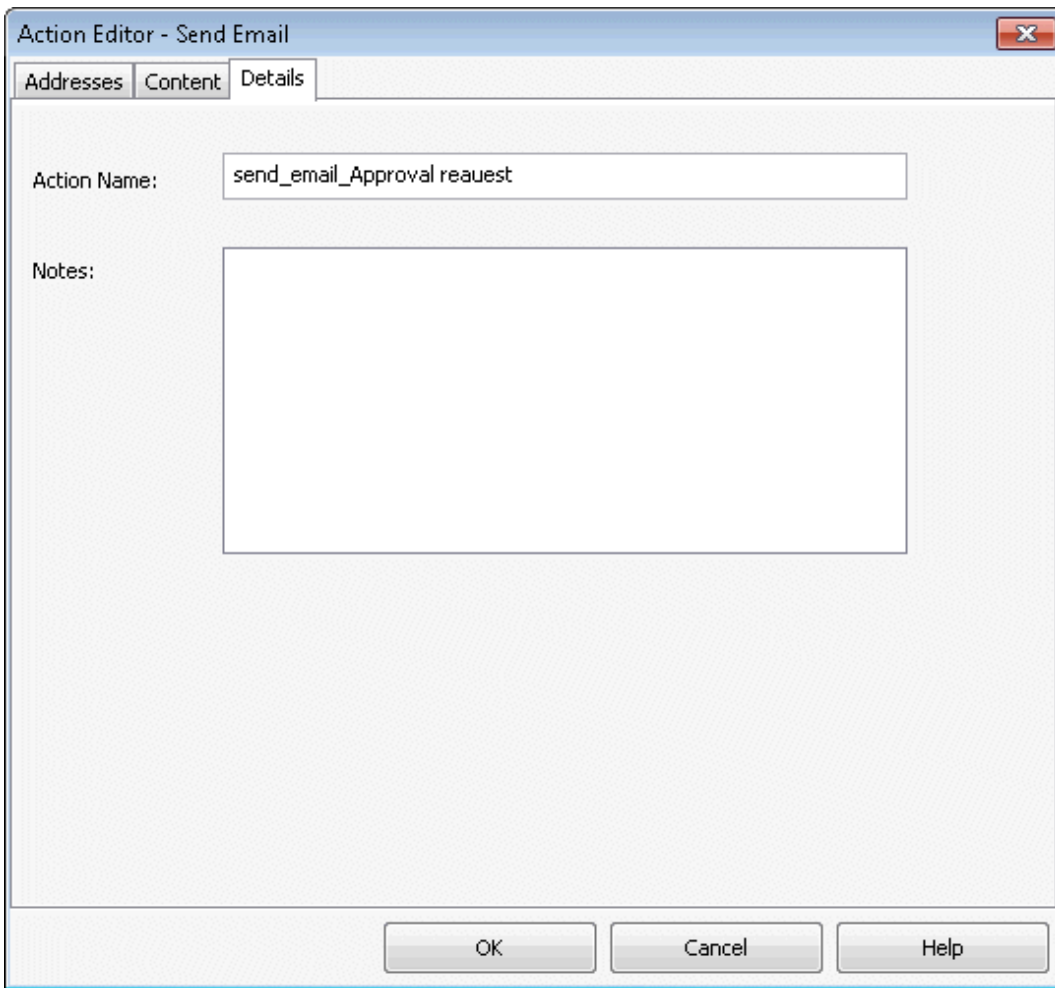 Action Editor - Send Email
Addresses Content Details
Action Name: send_email_Approval reauest
Notes:
OK Cancel Help